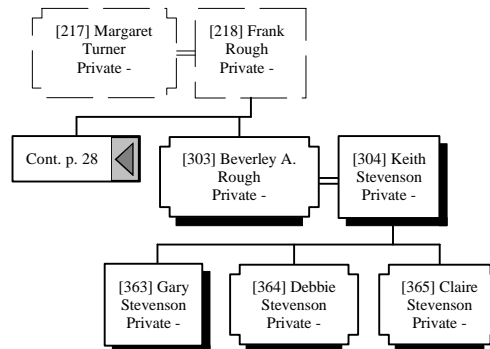 [217] Margaret
Turner
Private -
[218] Frank
Rough
Private -
Cont. p. 28
[303] Beverley A.
Rough
Private -
[304] Keith
Stevenson
Private -
[363] Gary
Stevenson
Private -
[364] Debbie
Stevenson
Private -
[365] Claire
Stevenson
Private -